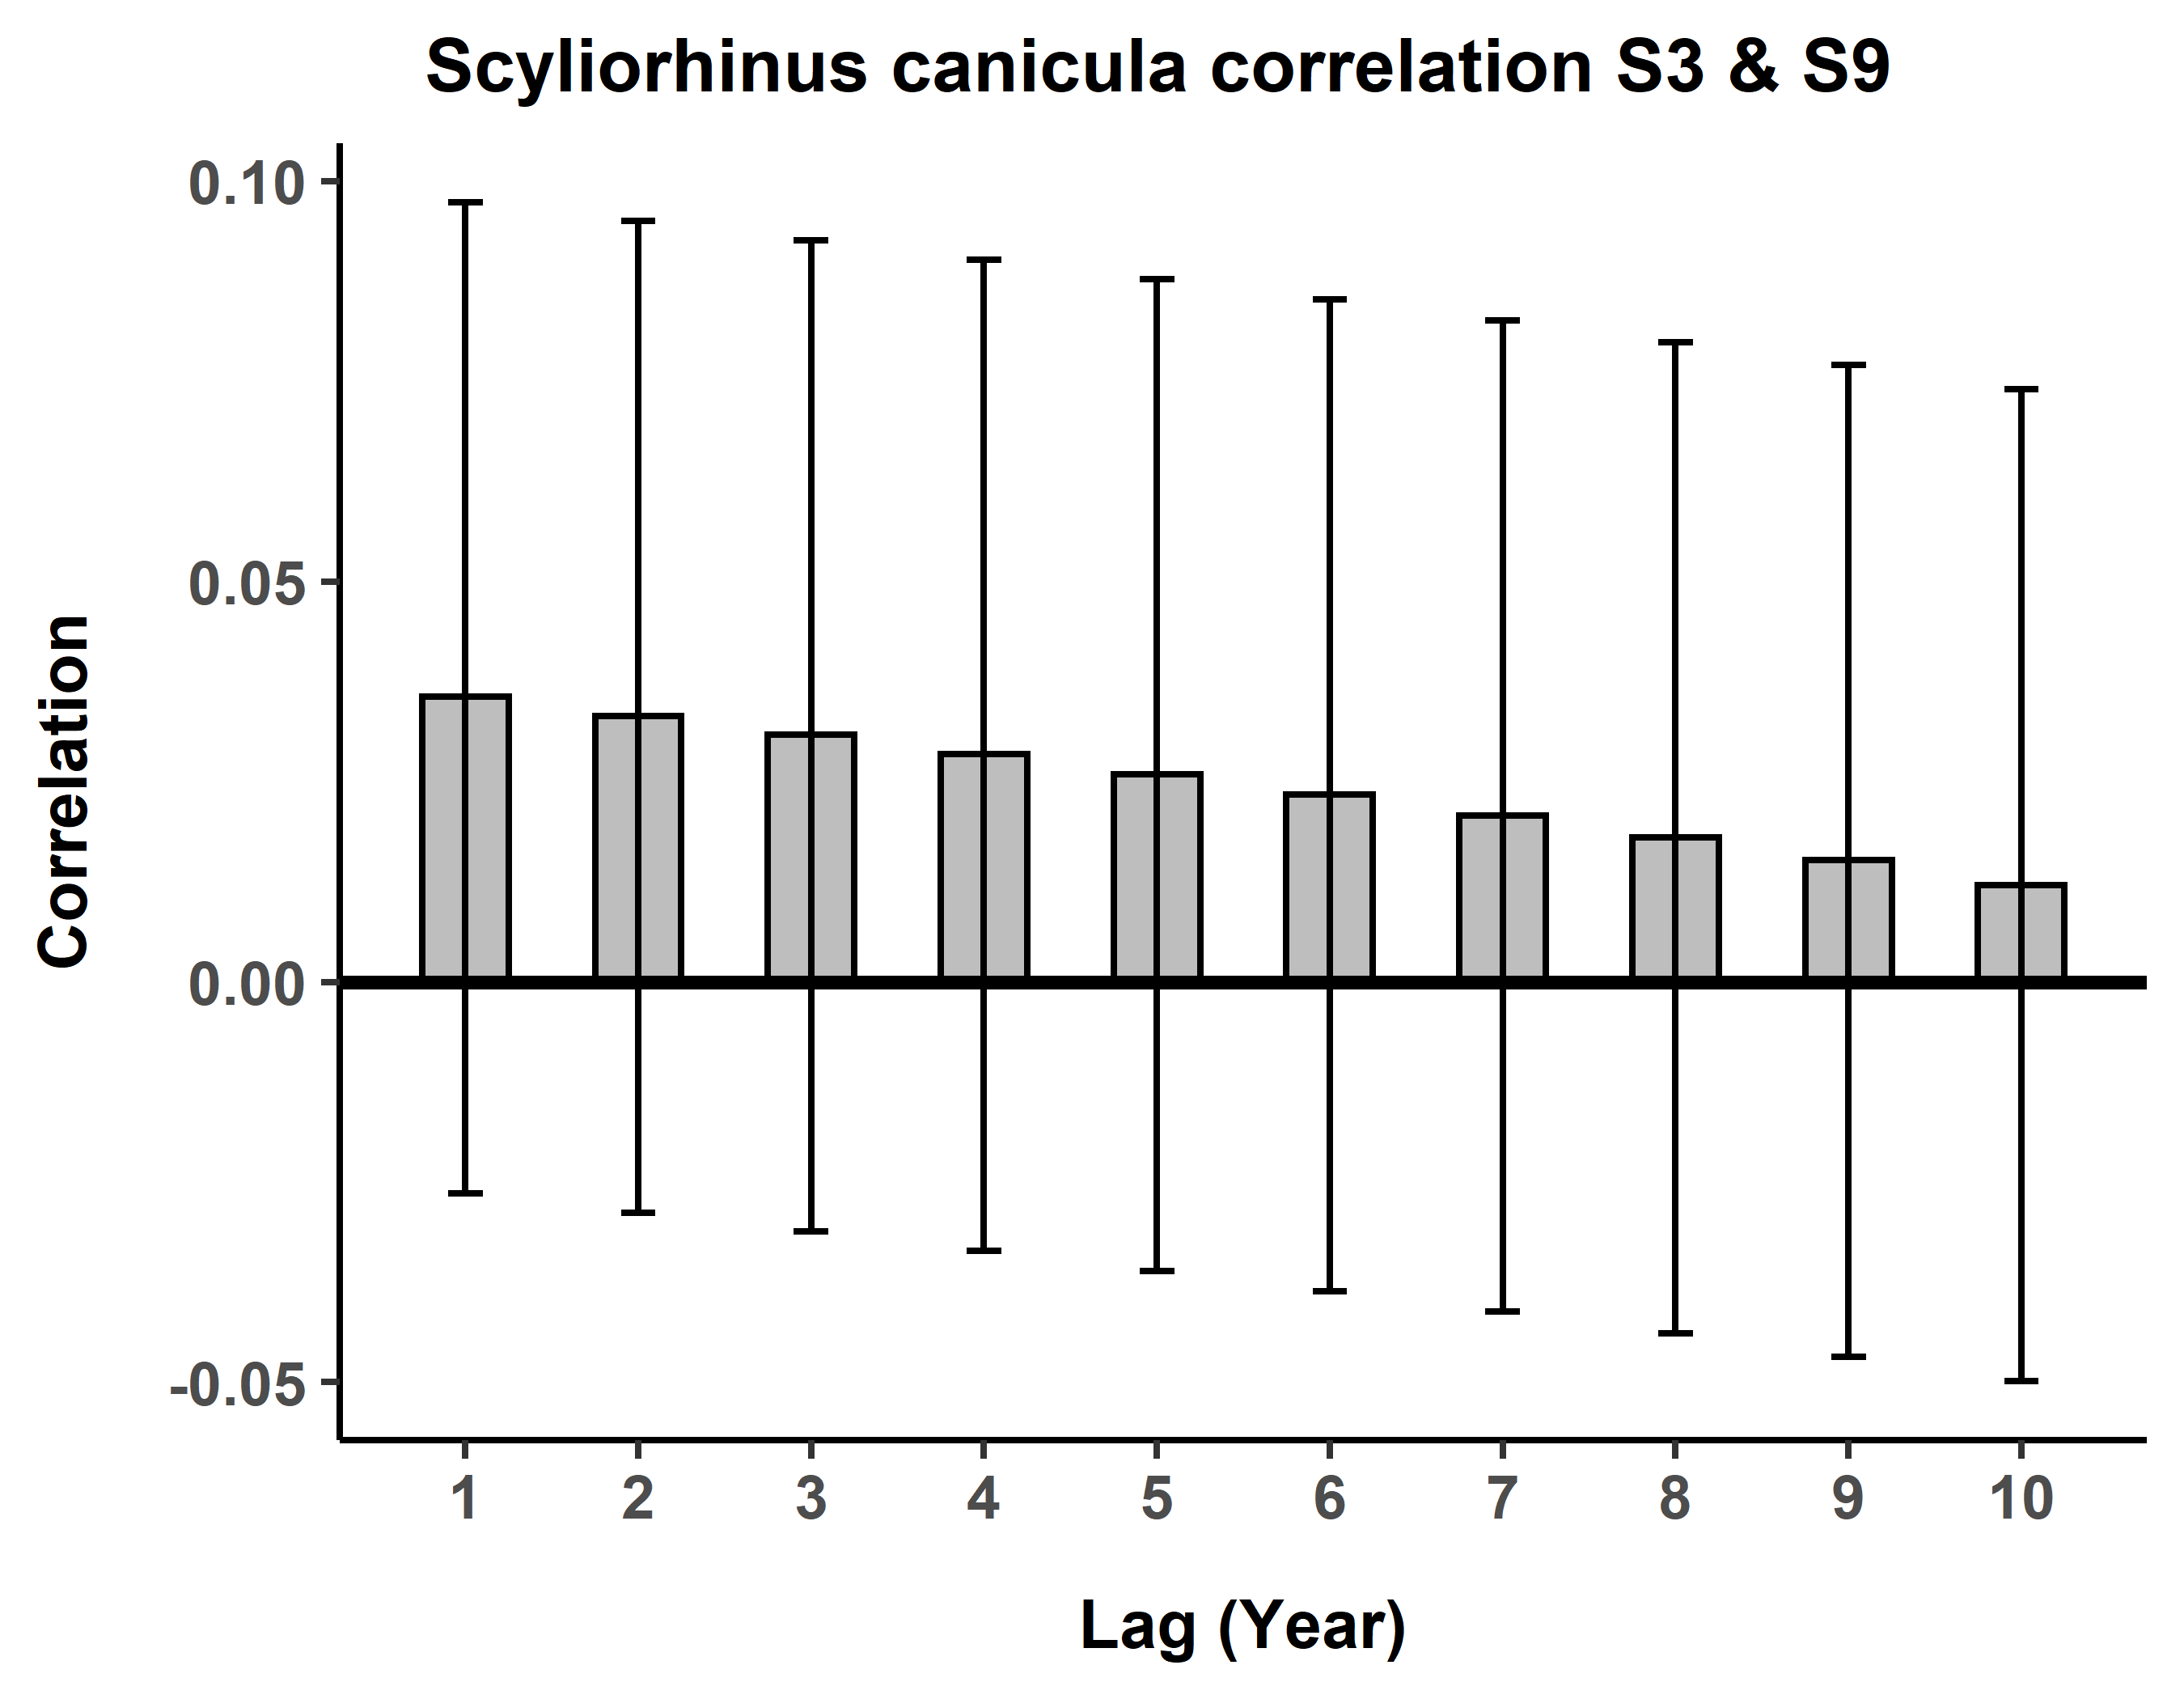 Scyliorhinus canicula correlation S3 & S9
0.10
0.05
0.00
-0.05
Correlation
1 2 3 4 5 6 7 8 9 10
Lag (Year)